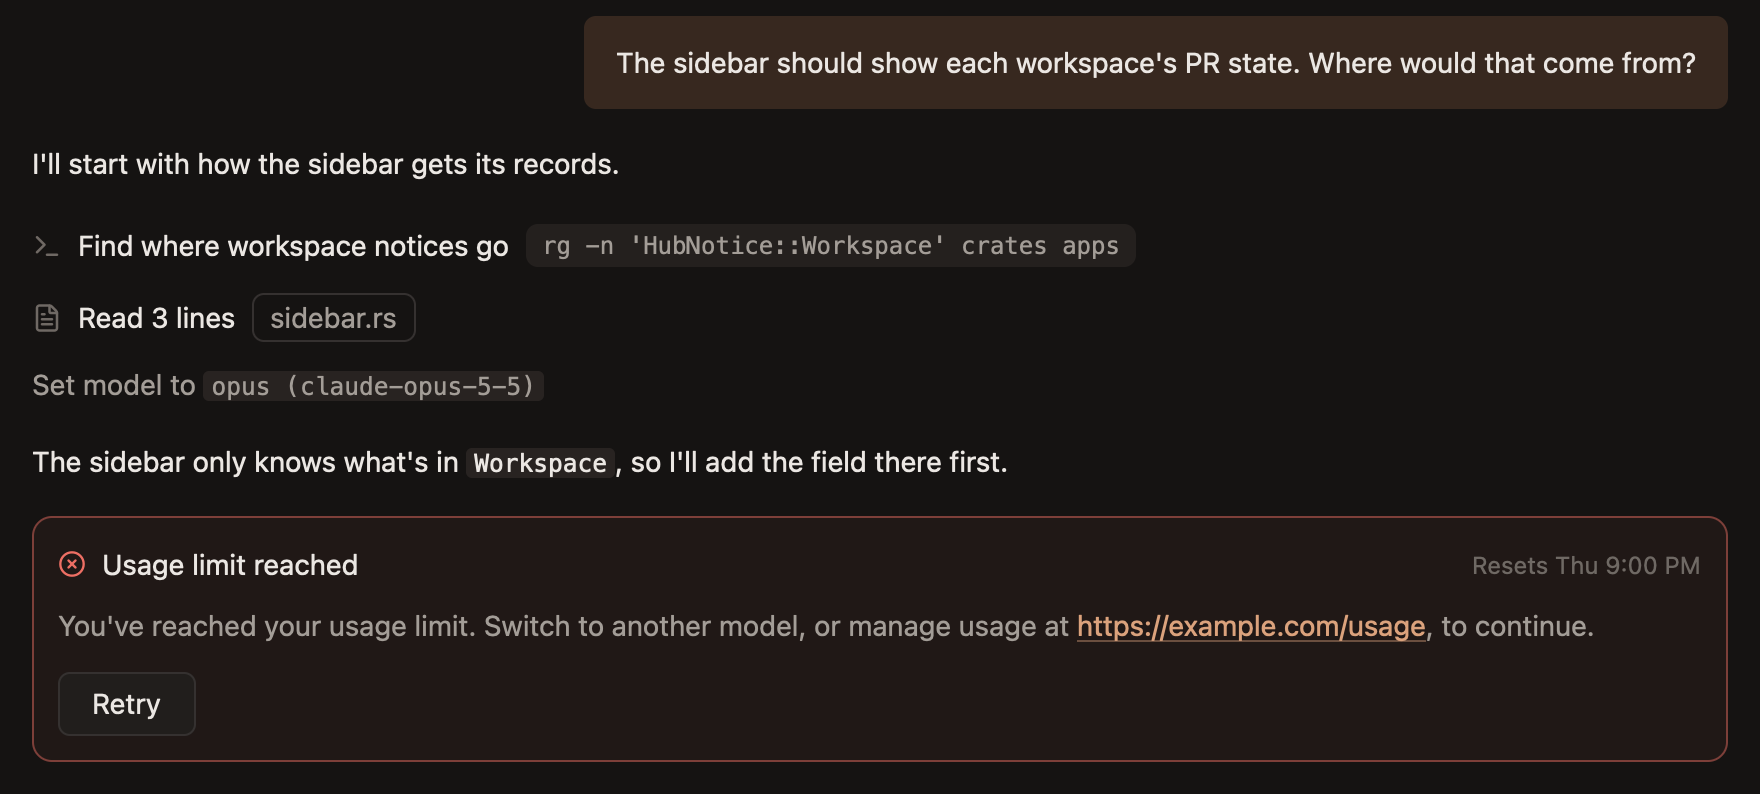 The sidebar should show each workspace's PR state. Where would that come from?
I'll start with how the sidebar gets its records.
Find where workspace notices go rg -n 'HubNotice::Workspace' crates apps
Read 3 lines sidebar.rs
Set model to opus (claude-opus-5-5)
The sidebar only knows what's in Workspace, so I'll add the field there first.
Usage limit reached Resets Thu 9:00 PM
You've reached your usage limit. Switch to another model, or manage usage at https://example.com/usage, to continue.
Retry